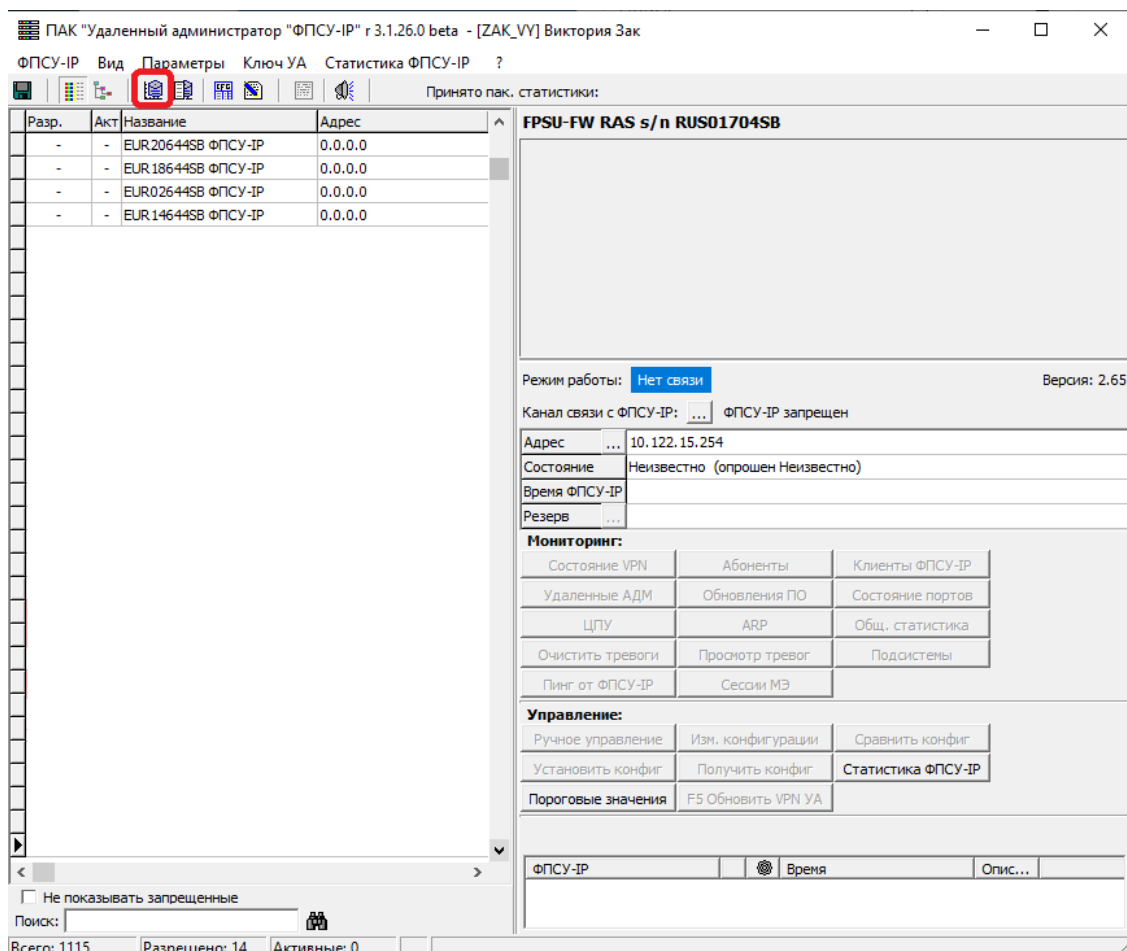 ПАК "Удаленный администратор "ФПСУ-IP" r 3.1.26.0 beta - [ZAK_VY] Виктория Зак
ФПСУ-IP Вид Параметры Ключ УА Статистика ФПСУ-IP ?
Принято пак. статистики:
Разр. Акт Название Адрес
- - EUR20644SB ФПСУ-IP 0.0.0.0
- - EUR18644SB ФПСУ-IP 0.0.0.0
- - EUR02644SB ФПСУ-IP 0.0.0.0
- - EUR14644SB ФПСУ-IP 0.0.0.0
Не показывать запрещенные
Поиск:
Всего: 1115 Разрешено: 14 Активные: 0
FPSU-FW RAS s/n RUS01704SB
Режим работы: Нет связи Версия: 2.65
Канал связи с ФПСУ-IP: ... ФПСУ-IP запрещен
Адрес ... 10.122.15.254
Состояние Неизвестно (опрошен Неизвестно)
Время ФПСУ-IP
Резерв ...
Мониторинг:
Состояние VPN Абоненты Клиенты ФПСУ-IP
Удаленные АДМ Обновления ПО Состояние портов
ЦПУ ARP Общ. статистика
Очистить тревоги Просмотр тревог Подсистемы
Пинг от ФПСУ-IP Сессии МЭ
Управление:
Ручное управление Изм. конфигурации Сравнить конфиг
Установить конфиг Получить конфиг Статистика ФПСУ-IP
Пороговые значения F5 Обновить VPN УА
ФПСУ-IP Время Опис...